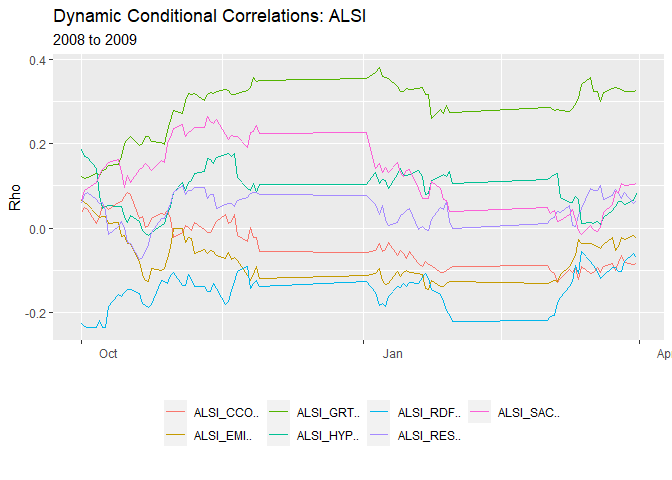 Dynamic Conditional Correlations: ALSI
2008 to 2009
0.4
0.2
0.0
-0.2
Rho
Oct Jan Apr
ALSI_CCO.. ALSI_GRT.. ALSI_RDF.. ALSI_SAC..
ALSI_EMI.. ALSI_HYP.. ALSI_RES..